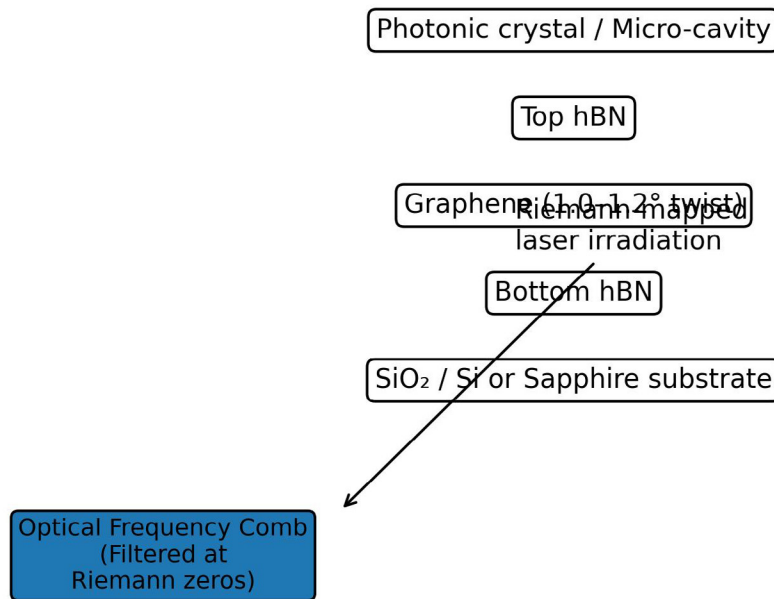 Photonic crystal / Micro-cavity
Top hBN
Graphene (1.0–1.2° twist)
Riemann-mapped
laser irradiation
Bottom hBN
SiO₂ / Si or Sapphire substrate
Optical Frequency Comb
(Filtered at
Riemann zeros)